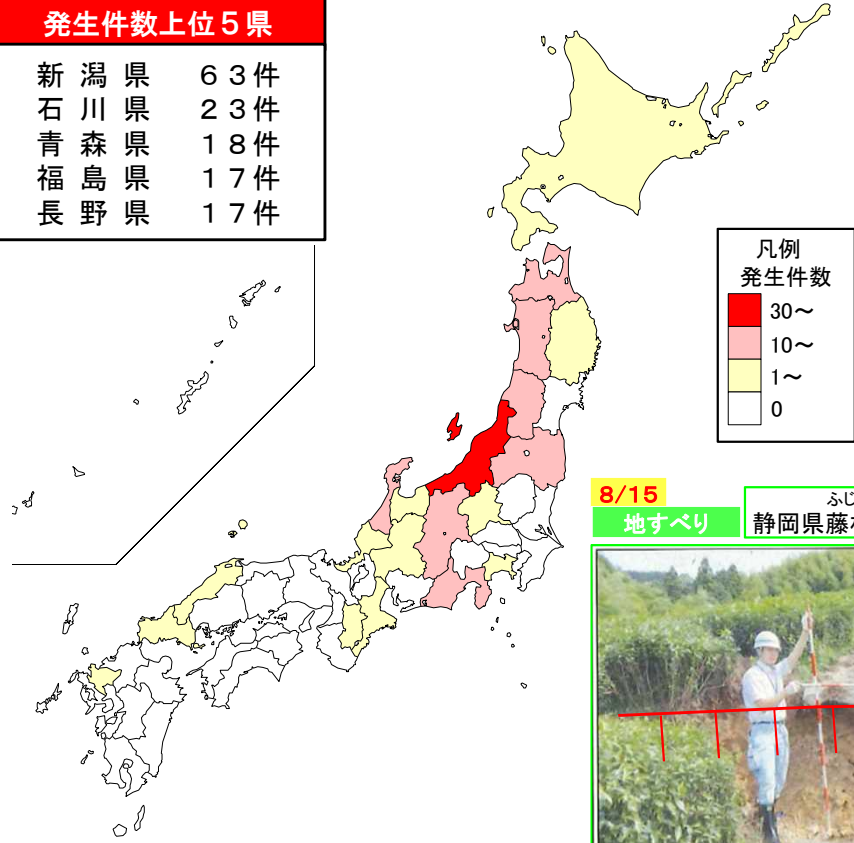 発生件数上位５県
新潟県　６３件
石川県　２３件
青森県　１８件
福島県　１７件
長野県　１７件
凡例
発生件数
30～
10～
1～
0
8/15
地すべり
ふじ
静岡県藤